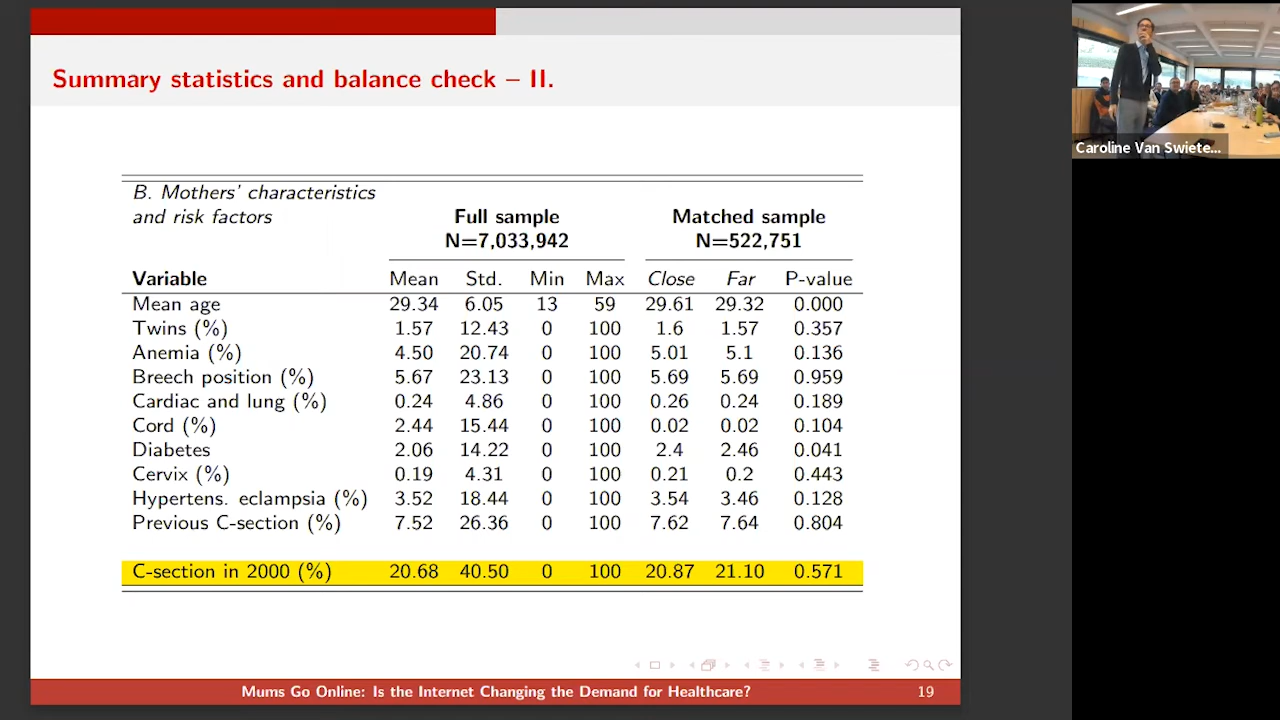 Summary statistics and balance check – II.
Caroline Van Swiete...
B. Mothers' characteristics
and risk factors
Full sample Matched sample
N=7,033,942 N=522,751
Variable Mean Std. Min Max Close Far P-value
Mean age 29.34 6.05 13 59 29.61 29.32 0.000
Twins (%) 1.57 12.43 0 100 1.6 1.57 0.357
Anemia (%) 4.50 20.74 0 100 5.01 5.1 0.136
Breech position (%) 5.67 23.13 0 100 5.69 5.69 0.959
Cardiac and lung (%) 0.24 4.86 0 100 0.26 0.24 0.189
Cord (%) 2.44 15.44 0 100 0.02 0.02 0.104
Diabetes 2.06 14.22 0 100 2.4 2.46 0.041
Cervix (%) 0.19 4.31 0 100 0.21 0.2 0.443
Hypertens. eclampsia (%) 3.52 18.44 0 100 3.54 3.46 0.128
Previous C-section (%) 7.52 26.36 0 100 7.62 7.64 0.804
C-section in 2000 (%) 20.68 40.50 0 100 20.87 21.10 0.571
Mums Go Online: Is the Internet Changing the Demand for Healthcare? 19